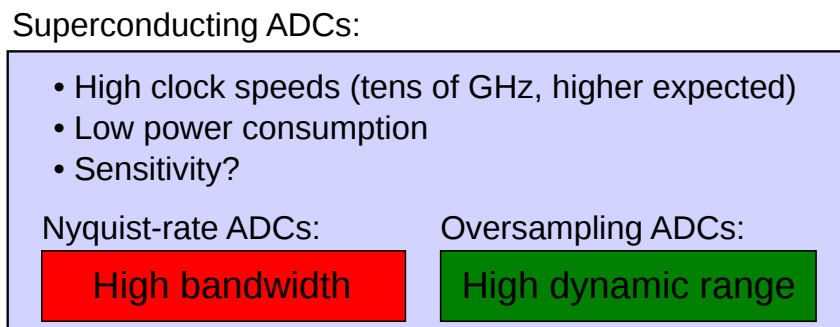 Superconducting ADCs:
• High clock speeds (tens of GHz, higher expected)
• Low power consumption
• Sensitivity?
Nyquist-rate ADCs:
High bandwidth
Oversampling ADCs:
High dynamic range